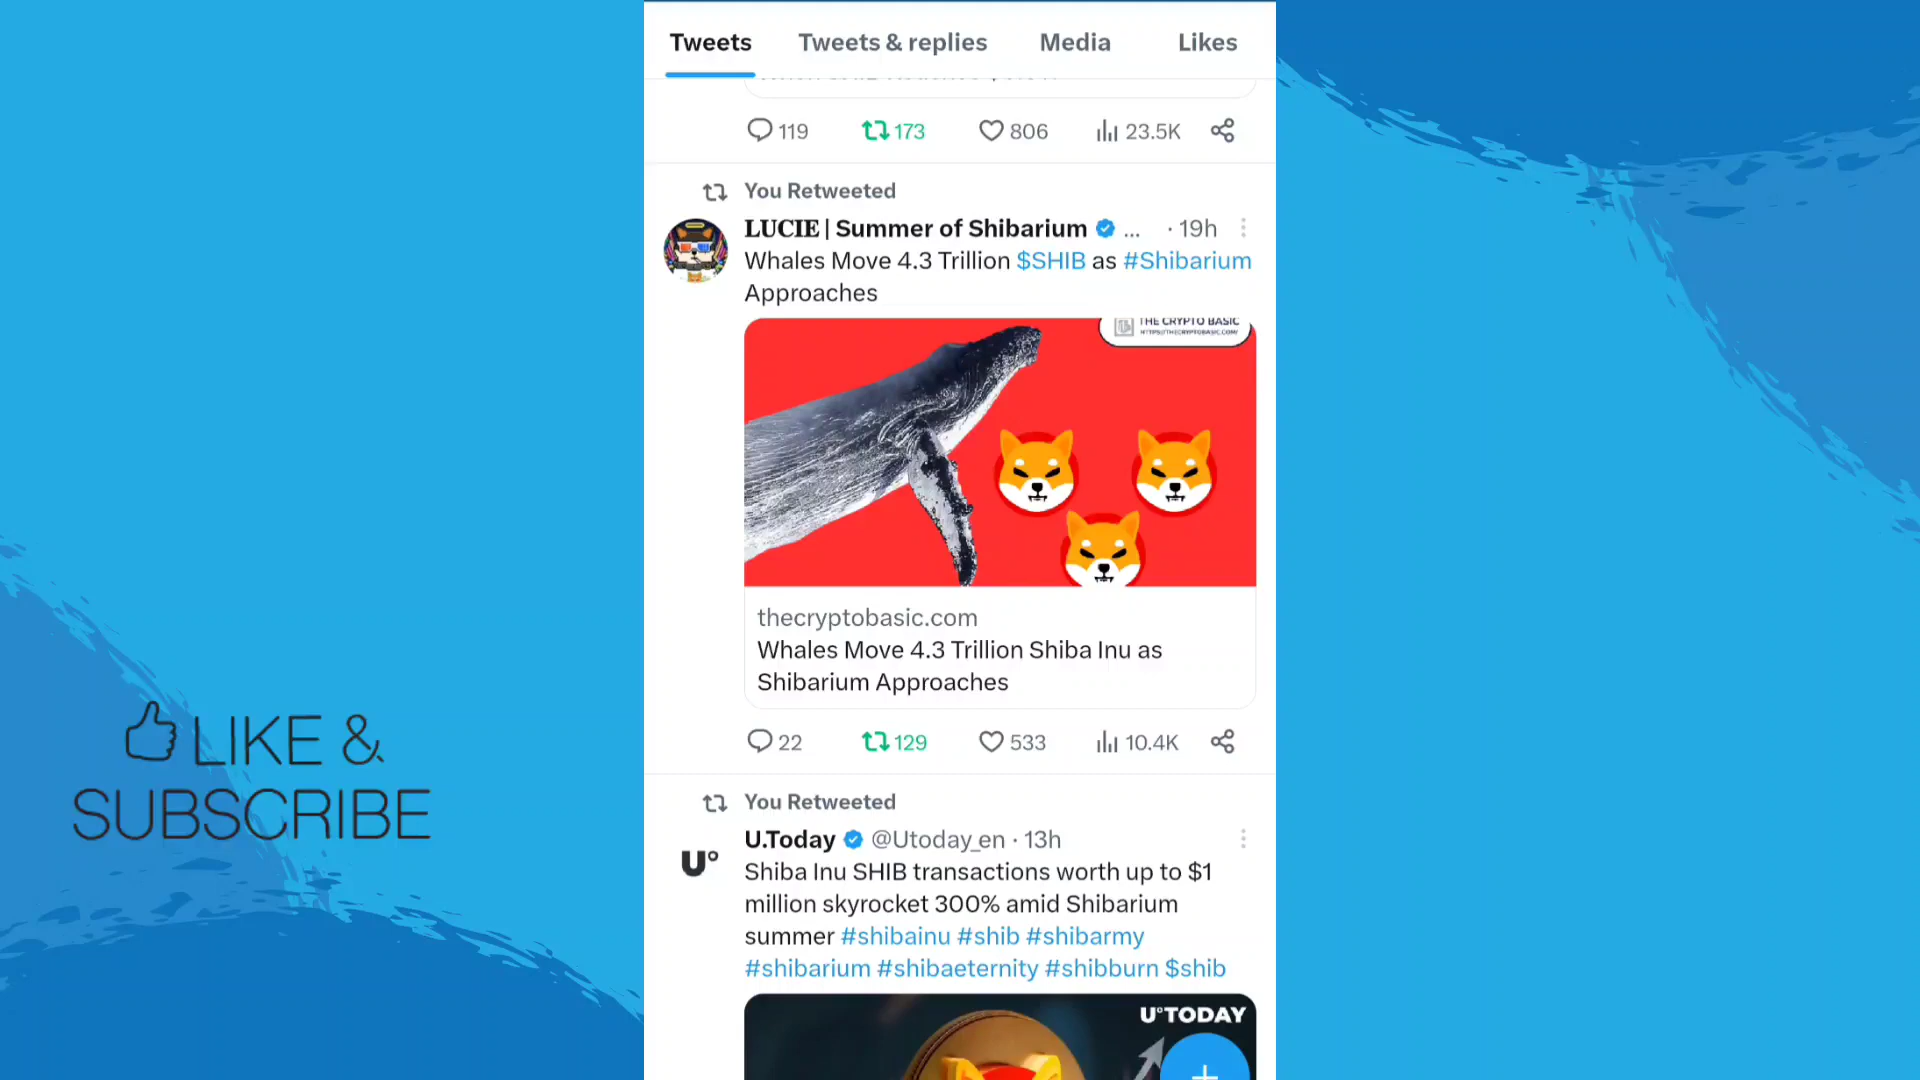 Tweets Tweets & replies Media Likes
119 173 806 23.5K
You Retweeted
LUCIE | Summer of Shibarium ... · 19h
Whales Move 4.3 Trillion $SHIB as #Shibarium
Approaches
THE CRYPTO BASIC
HTTPS://THECRYPTOBASIC.COM/
thecryptobasic.com
Whales Move 4.3 Trillion Shiba Inu as
Shibarium Approaches
22 129 533 10.4K
You Retweeted
U.Today @Utoday_en · 13h
U°
Shiba Inu SHIB transactions worth up to $1
million skyrocket 300% amid Shibarium
summer #shibainu #shib #shibarmy
#shibarium #shibaeternity #shibburn $shib
U°TODAY
LIKE &
SUBSCRIBE